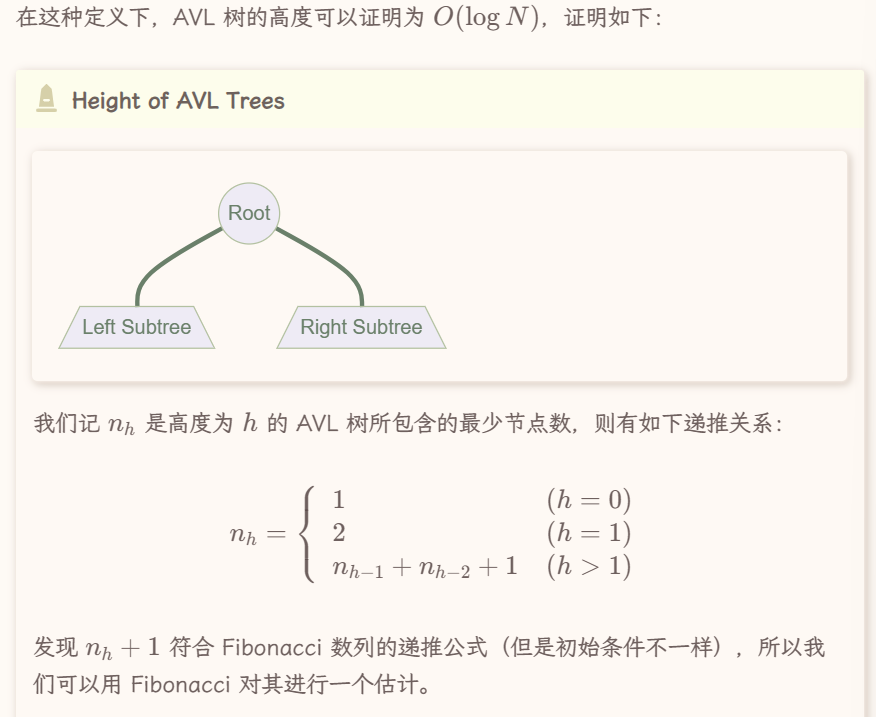 在这种定义下，AVL 树的高度可以证明为 O(log N)，证明如下：
Height of AVL Trees
Root
Left Subtree Right Subtree
我们记 n_h 是高度为 h 的 AVL 树所包含的最少节点数，则有如下递推关系：
n_h = { 1 (h = 0)
2 (h = 1)
n_{h−1} + n_{h−2} + 1 (h > 1)
发现 n_h + 1 符合 Fibonacci 数列的递推公式（但是初始条件不一样），所以我
们可以用 Fibonacci 对其进行一个估计。